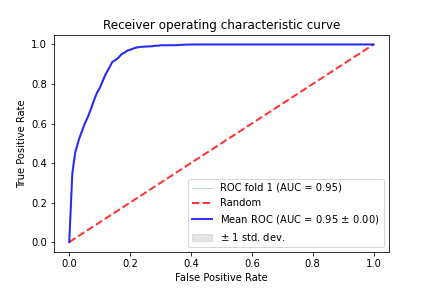 Receiver operating characteristic curve
True Positive Rate
1.0
0.8
0.6
0.4
0.2
0.0
ROC fold 1 (AUC = 0.95)
Random
Mean ROC (AUC = 0.95 ± 0.00)
± 1 std. dev.
0.0 0.2 0.4 0.6 0.8 1.0
False Positive Rate